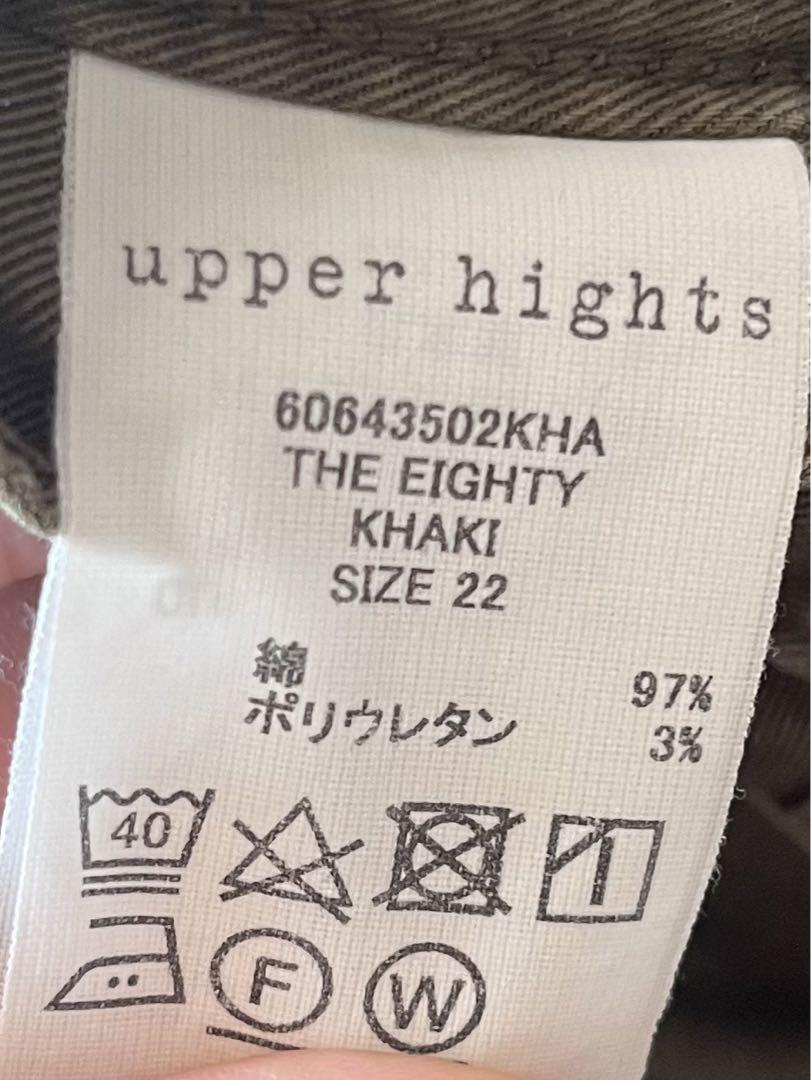 upper hights
60643502KHA
THE EIGHTY
KHAKI
SIZE 22
綿 97%
ポリウレタン 3%
40
F
W